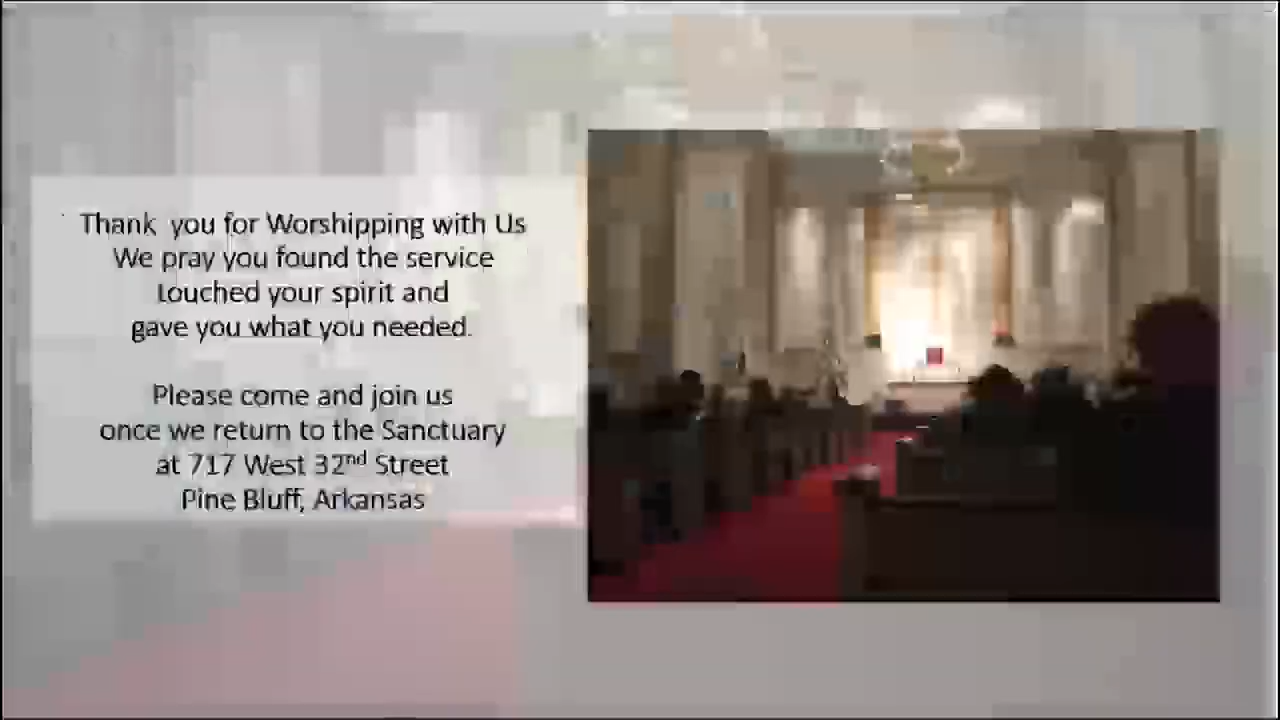 Thank you for Worshipping with Us
We pray you found the service
touched your spirit and
gave you what you needed.
Please come and join us
once we return to the Sanctuary
at 717 West 32nd Street
Pine Bluff, Arkansas